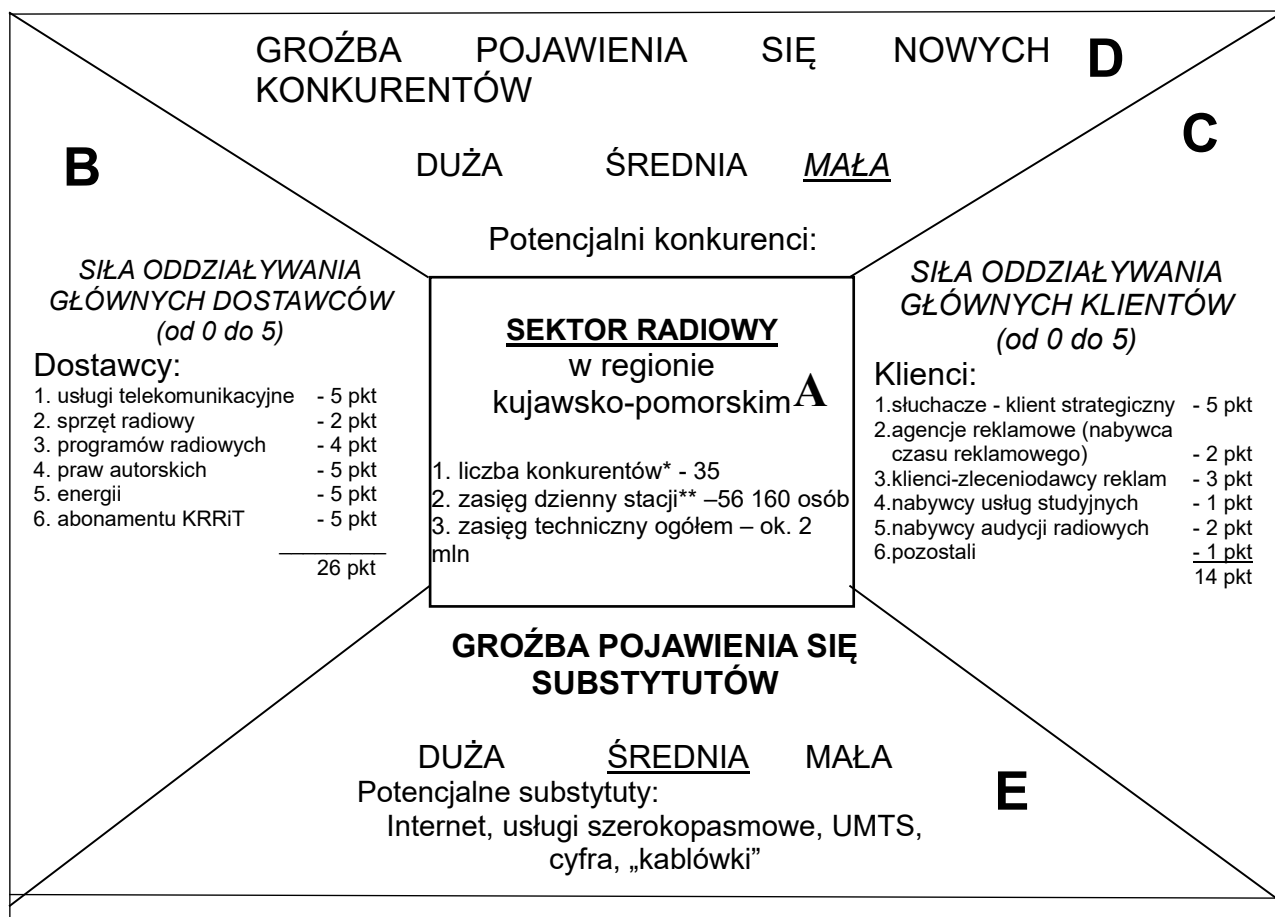 GROŹBA POJAWIENIA SIĘ NOWYCH
KONKURENTÓW
D
DUŻA ŚREDNIA MAŁA
Potencjalni konkurenci:
B
SIŁA ODDZIAŁYWANIA
GŁÓWNYCH DOSTAWCÓW
(od 0 do 5)
Dostawcy:
1. usługi telekomunikacyjne - 5 pkt
2. sprzęt radiowy - 2 pkt
3. programów radiowych - 4 pkt
4. praw autorskich - 5 pkt
5. energii - 5 pkt
6. abonamentu KRRiT - 5 pkt
26 pkt
SEKTOR RADIOWY
w regionie
kujawsko-pomorskim A
1. liczba konkurentów* - 35
2. zasięg dzienny stacji** –56 160 osób
3. zasięg techniczny ogółem – ok. 2
mln
C
SIŁA ODDZIAŁYWANIA
GŁÓWNYCH KLIENTÓW
(od 0 do 5)
Klienci:
1.słuchacze - klient strategiczny - 5 pkt
2.agencje reklamowe (nabywca
czasu reklamowego) - 2 pkt
3.klienci-zleceniodawcy reklam - 3 pkt
4.nabywcy usług studyjnych - 1 pkt
5.nabywcy audycji radiowych - 2 pkt
6.pozostali - 1 pkt
14 pkt
GROŹBA POJAWIENIA SIĘ
SUBSTYTUTÓW
DUŻA ŚREDNIA MAŁA
E
Potencjalne substytuty:
Internet, usługi szerokopasmowe, UMTS,
cyfra, „kablówki”